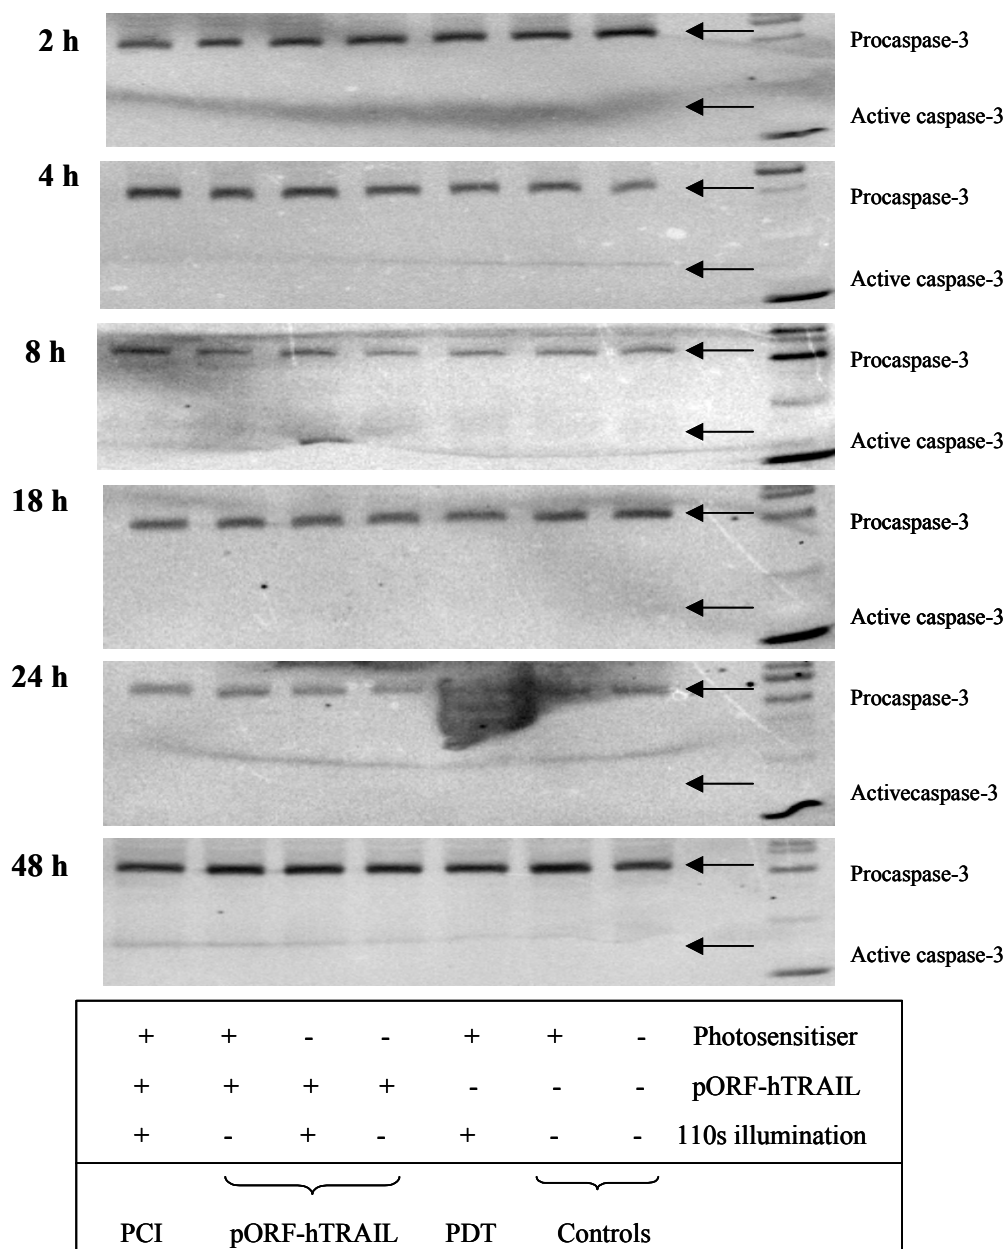 2 h
Procaspase-3
Active caspase-3
4 h
Procaspase-3
Active caspase-3
8 h
Procaspase-3
Active caspase-3
18 h
Procaspase-3
Active caspase-3
24 h
Procaspase-3
Activecaspase-3
48 h
Procaspase-3
Active caspase-3
+ + - - + + - Photosensitiser
+ + + + - - - pORF-hTRAIL
+ - + - + - - 110s illumination
PCI pORF-hTRAIL PDT Controls